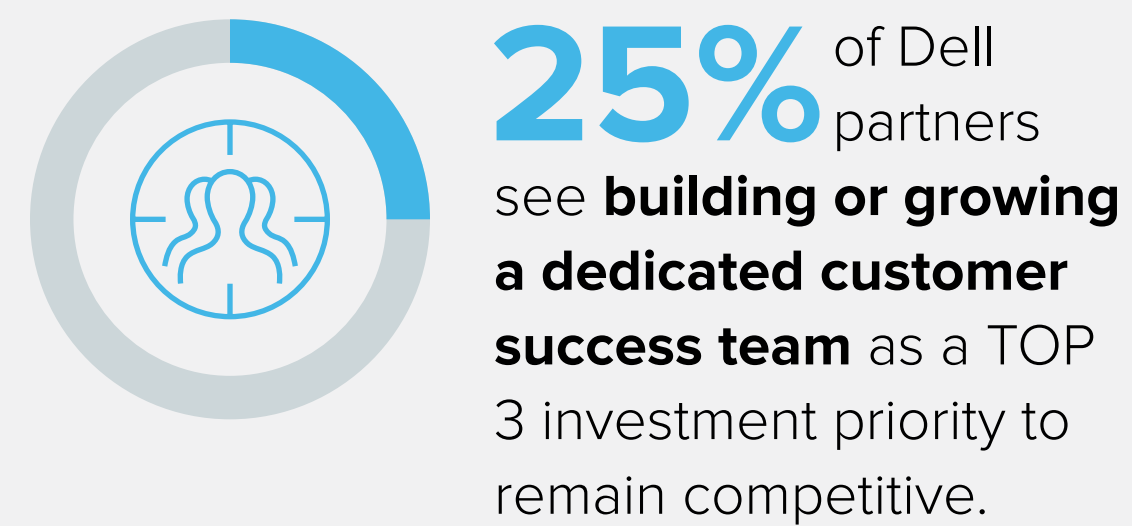 25% of Dell
partners
see building or growing
a dedicated customer
success team as a TOP
3 investment priority to
remain competitive.